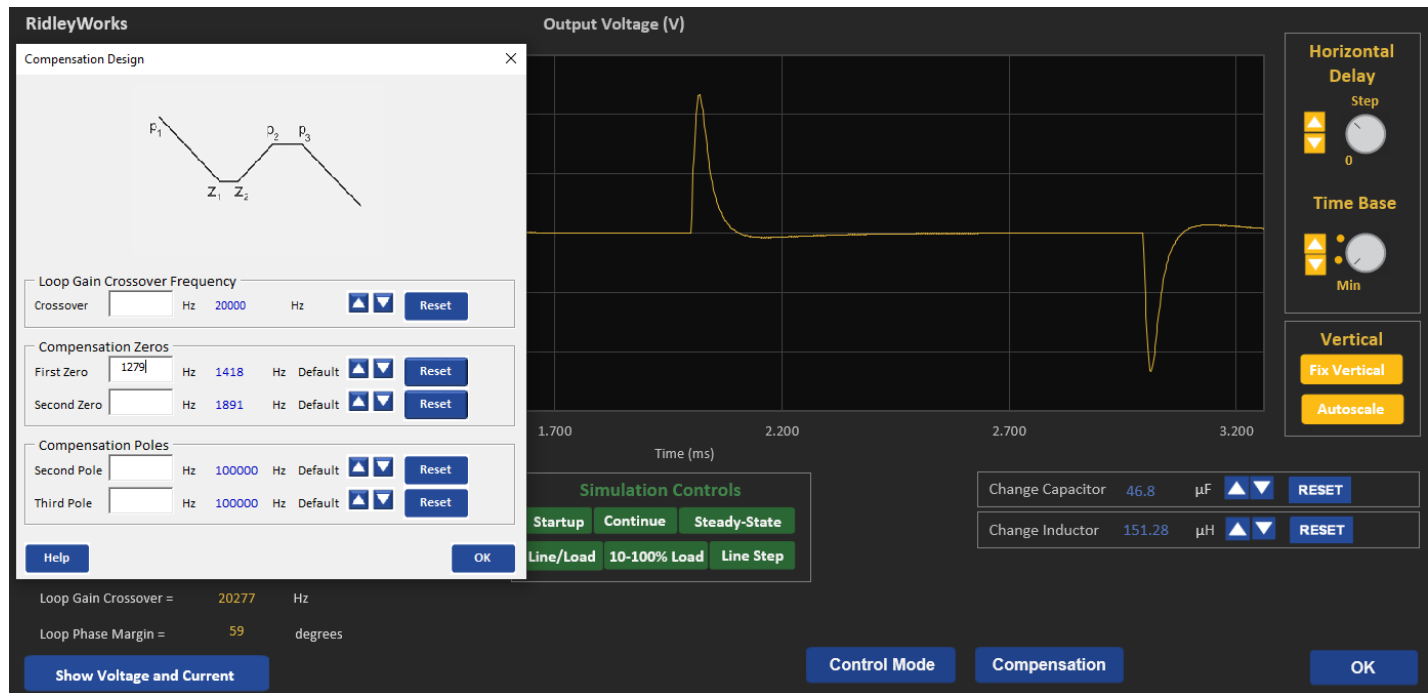 RidleyWorks
Output Voltage (V)
Compensation Design
p1
p2 p3
Z1 Z2
Loop Gain Crossover Frequency
Crossover Hz 20000 Hz Reset
Compensation Zeros
First Zero 1279 Hz 1418 Hz Default Reset
Second Zero Hz 1891 Hz Default Reset
Compensation Poles
Second Pole Hz 100000 Hz Default Reset
Third Pole Hz 100000 Hz Default Reset
Help OK
1.700 2.200 2.700 3.200
Time (ms)
Horizontal
Delay
Step
0
Time Base
Min
Vertical
Fix Vertical
Autoscale
Simulation Controls
Startup Continue Steady-State
Line/Load 10-100% Load Line Step
Change Capacitor 46.8 µF RESET
Change Inductor 151.28 µH RESET
Loop Gain Crossover = 20277 Hz
Loop Phase Margin = 59 degrees
Show Voltage and Current
Control Mode Compensation OK